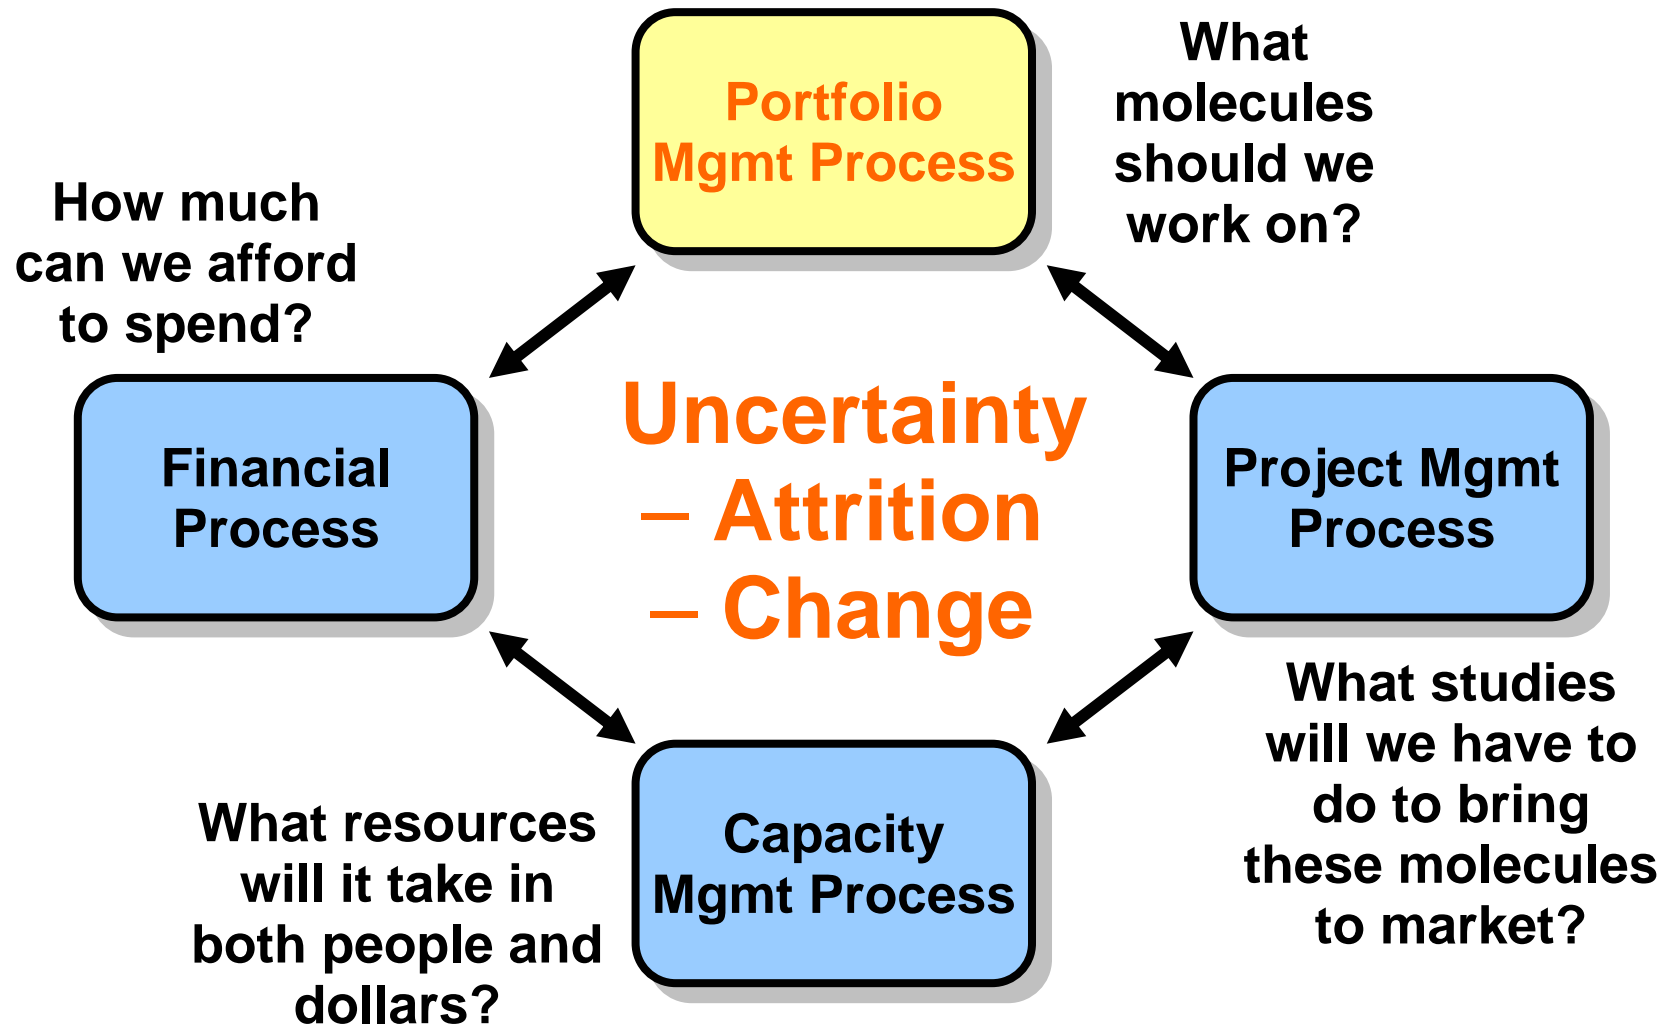 Portfolio
Mgmt Process
What
molecules
should we
work on?
How much
can we afford
to spend?
Financial
Process
Uncertainty
– Attrition
– Change
Project Mgmt
Process
What studies
will we have to
do to bring
these molecules
to market?
Capacity
Mgmt Process
What resources
will it take in
both people and
dollars?